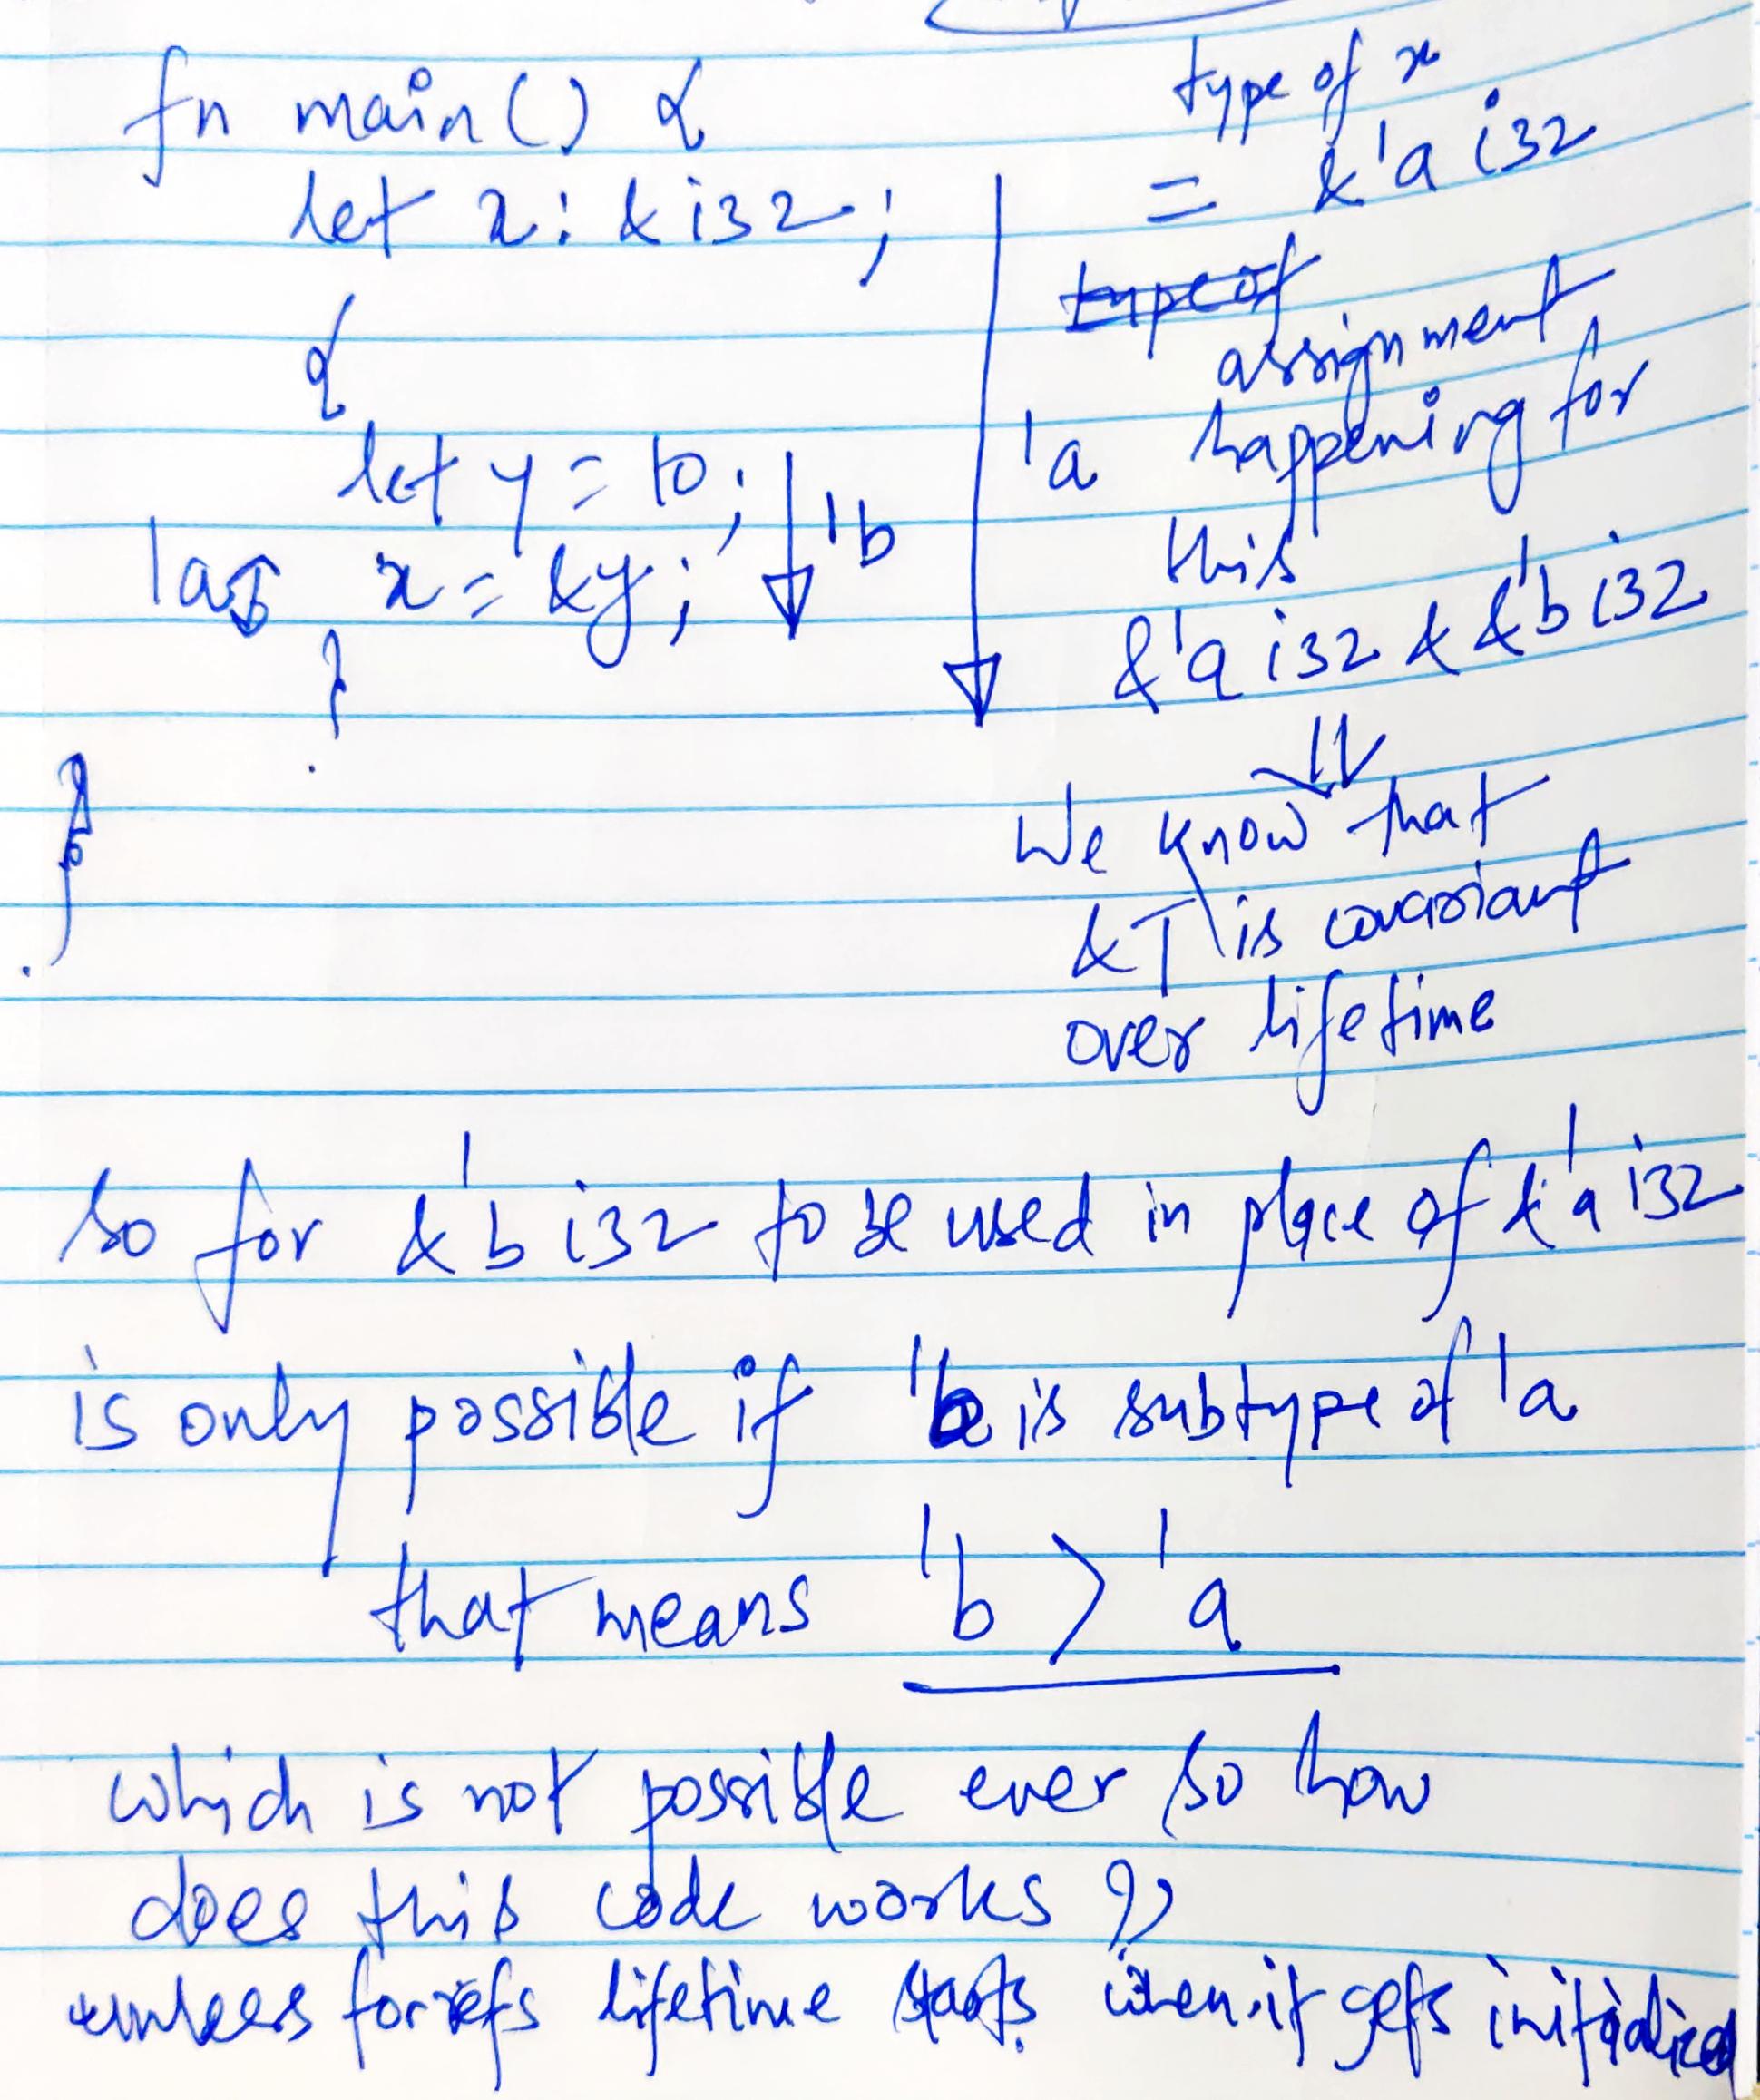 fn main() {
let x: &i32;
{
let y = 10;
'b
'a x = &y;
}
}
type of x
= &'a i32
type of
assignment
'a happening for
this
&'a i32 & &'b i32
We know that
&T is covariant
over lifetime
so for &'b i32 to be used in place of &'a i32
is only possible if 'b is subtype of 'a
that means 'b > 'a
which is not possible ever so how
does this code works ??
unless for refs lifetime starts when it gets initialized